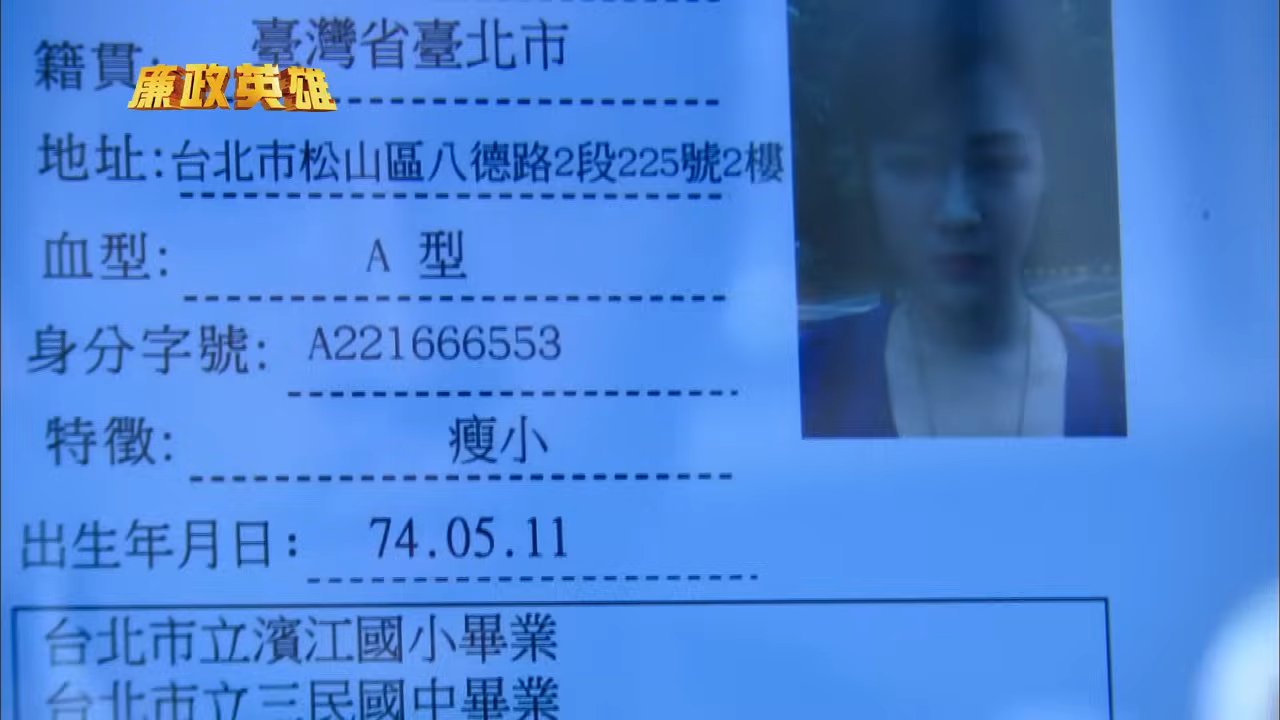 籍貫: 臺灣省臺北市
廉政英雄
地址:台北市松山區八德路2段225號2樓
血型: A 型
身分字號: A221666553
特徵: 瘦小
出生年月日: 74.05.11
台北市立濱江國小畢業
台北市立三民國中畢業